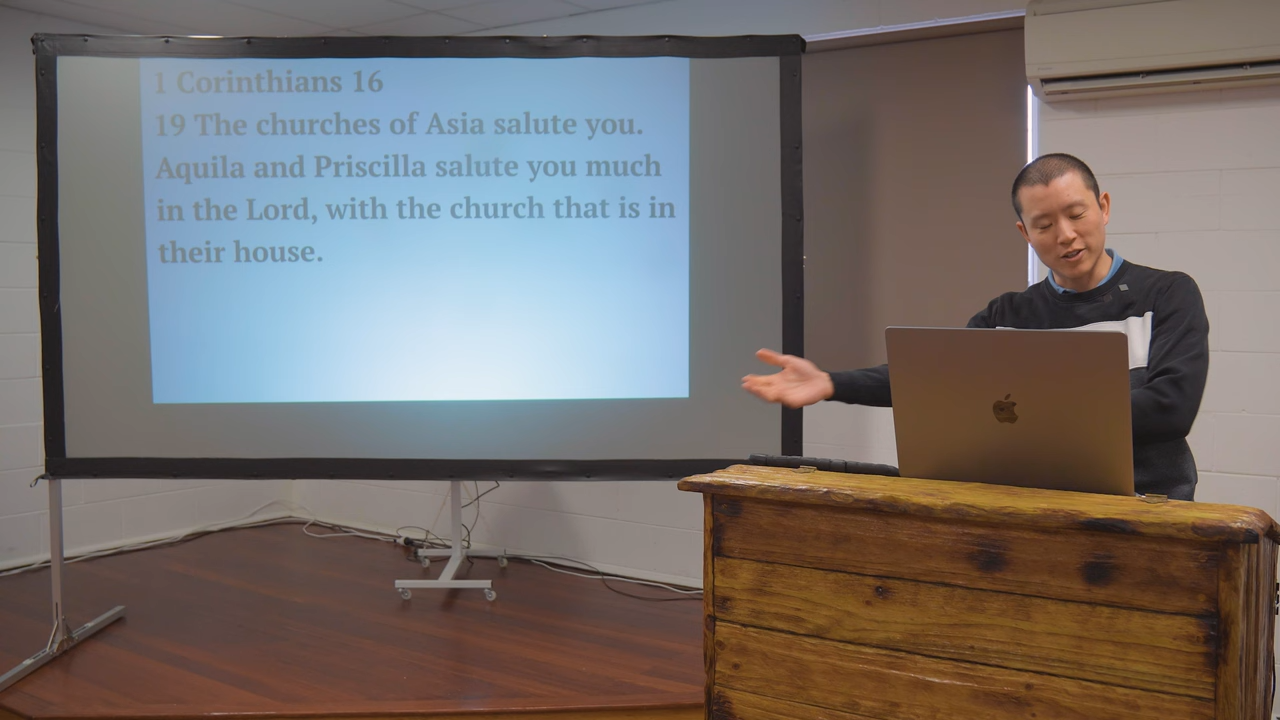 1 Corinthians 16
19 The churches of Asia salute you.
Aquila and Priscilla salute you much
in the Lord, with the church that is in
their house.